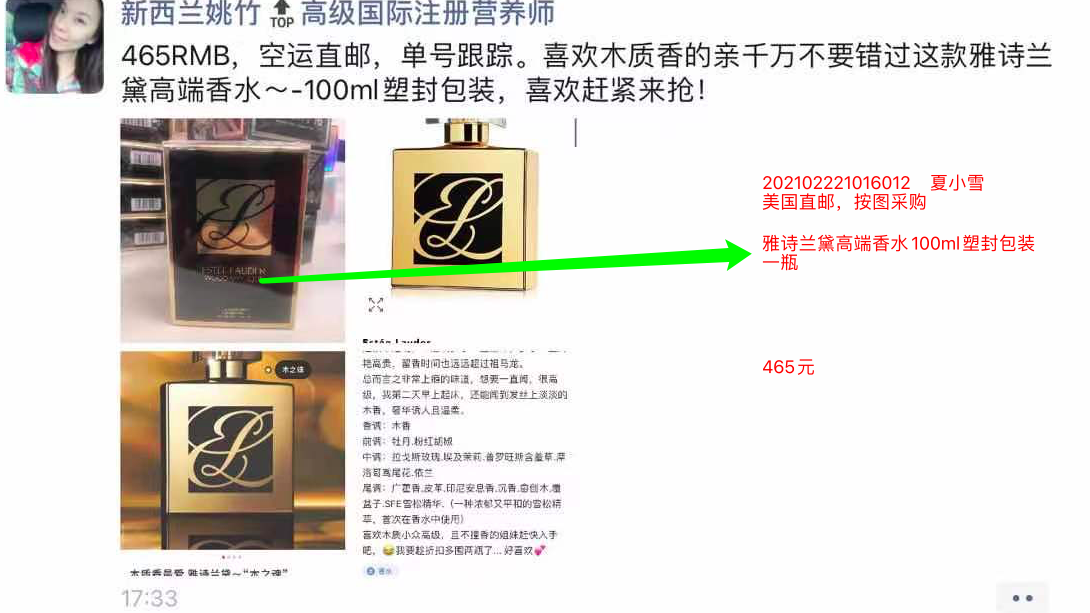 新西兰姚竹 TOP 高级国际注册营养师
465RMB，空运直邮，单号跟踪。喜欢木质香的亲千万不要错过这款雅诗兰
黛高端香水～-100ml塑封包装，喜欢赶紧来抢！
ESTEE LAUDER
202102221016012 夏小雪
美国直邮，按图采购
雅诗兰黛高端香水100ml塑封包装
一瓶
465元
木之魂
木质香最爱 雅诗兰黛～“木之魂”
Estée Lauder
艳高贵，留香时间也远远超过祖马龙。
总而言之非常上瘾的味道，想要一直闻，很高
级，我第二天早上起床，还能闻到发丝上淡淡的
木香，奢华诱人且温柔。
香调：木香
前调：牡丹.粉红胡椒
中调：拉戈斯玫瑰.埃及茉莉.普罗旺斯含羞草.摩
洛哥鸢尾花.依兰
尾调：广藿香.皮革.印尼安息香.沉香.愈创木.覆
盆子.SFE雪松精华.（一种浓郁又平和的雪松精
萃，首次在香水中使用）
喜欢木质小众高级，且不撞香的姐妹赶快入手
吧，😂我要趁折扣多囤两瓶了...好喜欢💞
香水
17:33